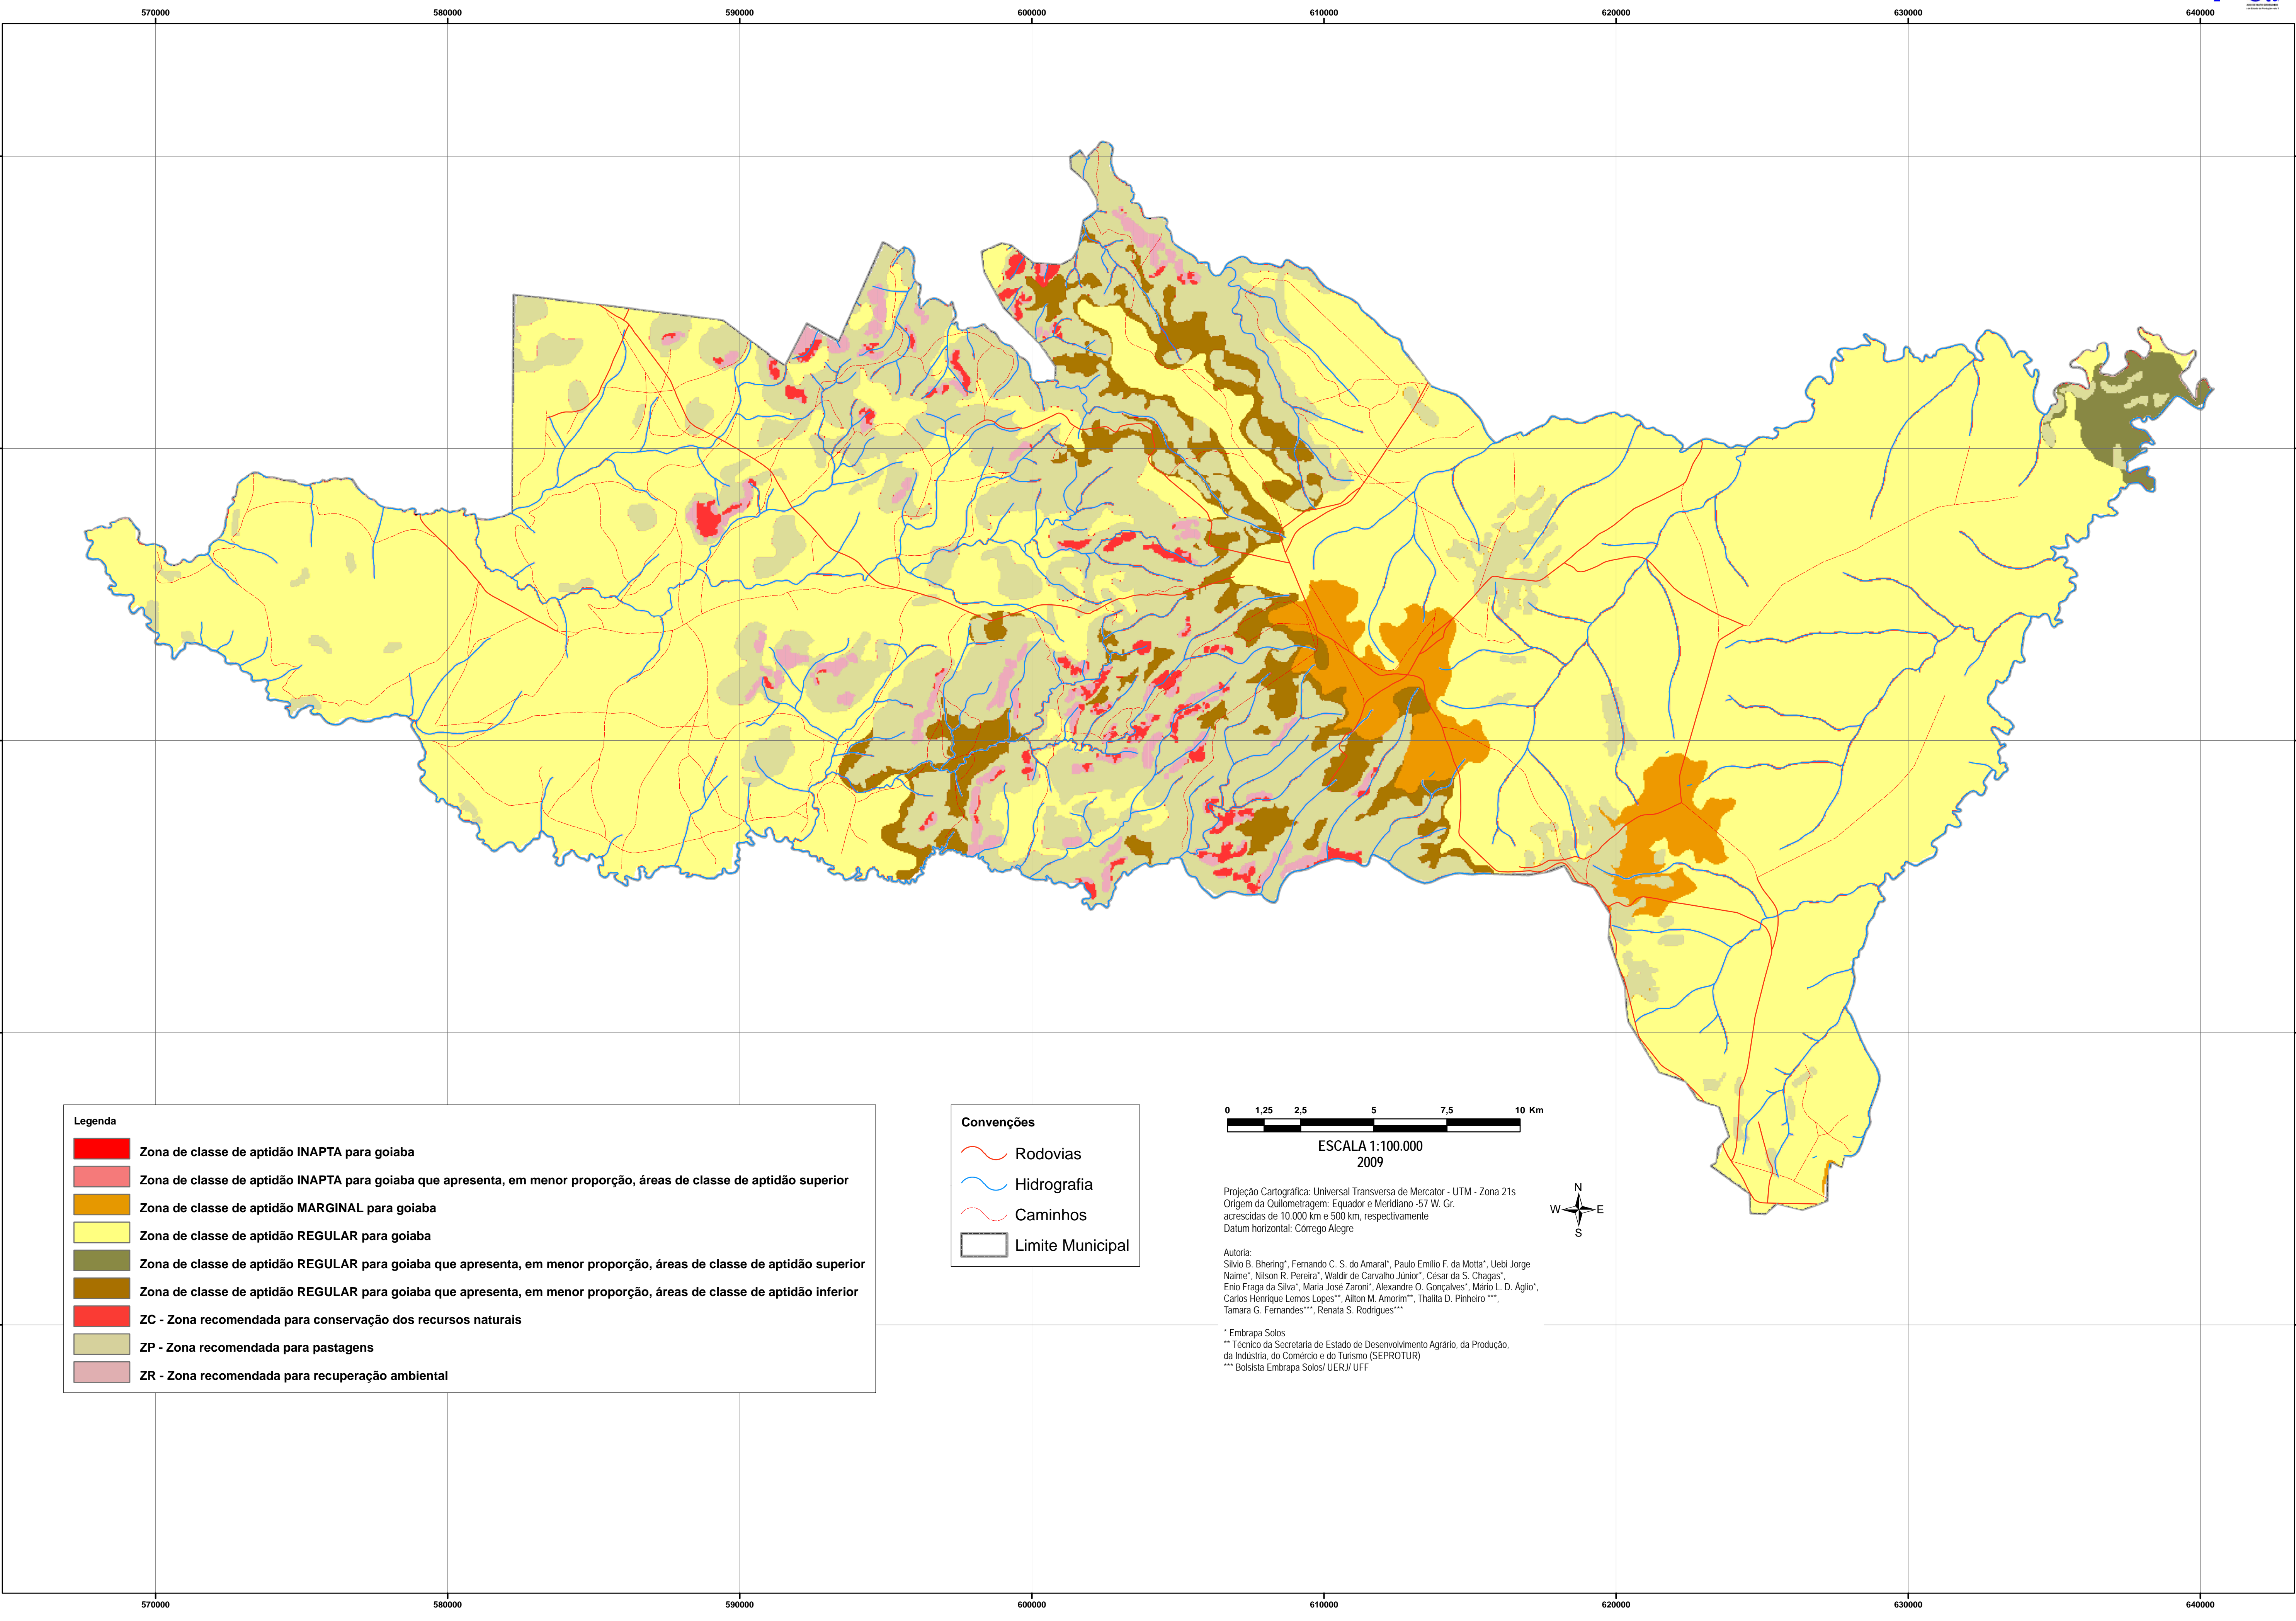 570000 580000 590000 600000 610000 620000 630000 640000
Legenda
Zona de classe de aptidão INAPTA para goiaba
Zona de classe de aptidão INAPTA para goiaba que apresenta, em menor proporção, áreas de classe de aptidão superior
Zona de classe de aptidão MARGINAL para goiaba
Zona de classe de aptidão REGULAR para goiaba
Zona de classe de aptidão REGULAR para goiaba que apresenta, em menor proporção, áreas de classe de aptidão superior
Zona de classe de aptidão REGULAR para goiaba que apresenta, em menor proporção, áreas de classe de aptidão inferior
ZC - Zona recomendada para conservação dos recursos naturais
ZP - Zona recomendada para pastagens
ZR - Zona recomendada para recuperação ambiental
Convenções
Rodovias
Hidrografia
Caminhos
Limite Municipal
0 1,25 2,5 5 7,5 10 Km
ESCALA 1:100.000
2009
Projeção Cartográfica: Universal Transversa de Mercator - UTM - Zona 21s
Origem da Quilometragem: Equador e Meridiano -57 W. Gr.
acrescidas de 10.000 km e 500 km, respectivamente
Datum horizontal: Córrego Alegre
N
W E
S
Autoria:
Silvio B. Bhering*, Fernando C. S. do Amaral*, Paulo Emílio F. da Motta*, Uebi Jorge
Naime*, Nilson R. Pereira*, Waldir de Carvalho Júnior*, César da S. Chagas*,
Enio Fraga da Silva*, Maria José Zaroni*, Alexandre O. Gonçalves*, Mário L. D. Áglio*,
Carlos Henrique Lemos Lopes**, Ailton M. Amorim**, Thalita D. Pinheiro ***,
Tamara G. Fernandes***, Renata S. Rodrigues***
* Embrapa Solos
** Técnico da Secretaria de Estado de Desenvolvimento Agrário, da Produção,
da Indústria, do Comércio e do Turismo (SEPROTUR)
*** Bolsista Embrapa Solos/ UERJ/ UFF
570000 580000 590000 600000 610000 620000 630000 640000